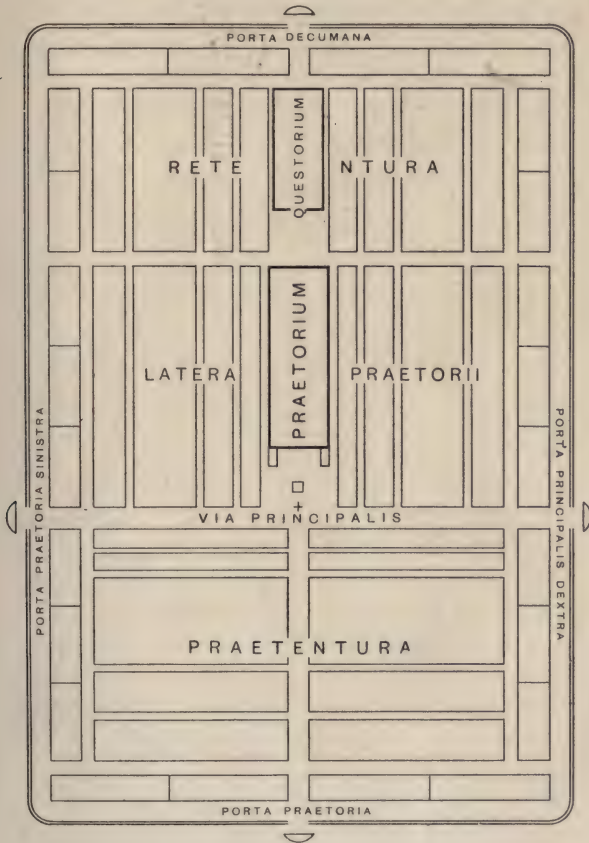 PORTA DECUMANA
QUESTORIUM
RETE NTURA
PRAETORIUM
LATERA PRAETORII
PORTA PRAETORIA SINISTRA
PORTA PRINCIPALIS DEXTRA
VIA PRINCIPALIS
PRAETENTURA
PORTA PRAETORIA